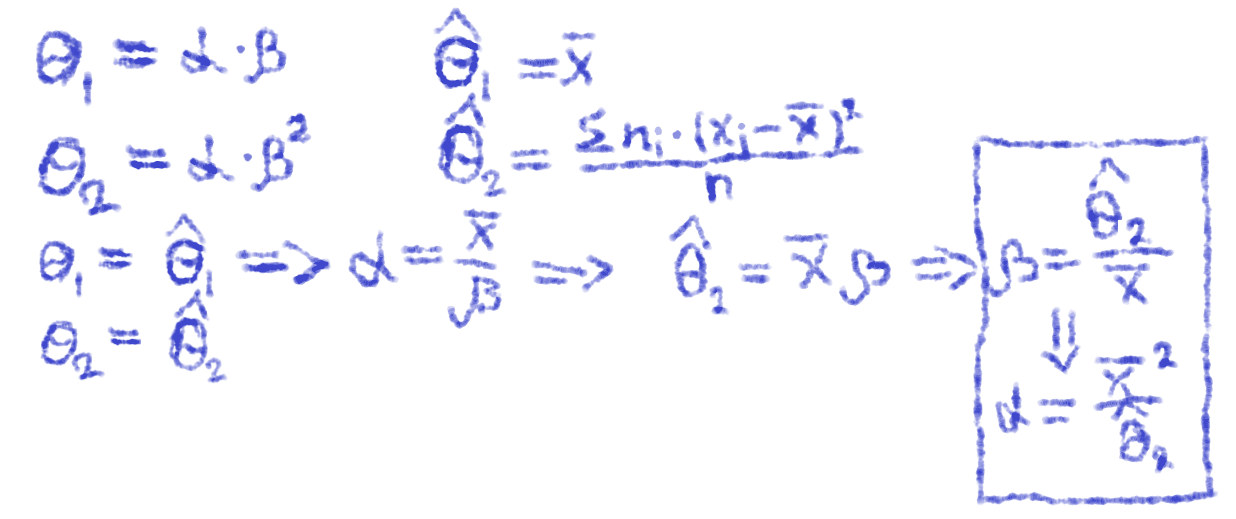 θ₁ = α · β    θ̂₁ = x̄
θ₂ = α · β²    θ̂₂ = Σ nᵢ · (xᵢ - x̄)² / n
θ₁ = θ̂₁ => α = x̄ / β => θ̂₂ = x̄ β => β = θ̂₂ / x̄
θ₂ = θ̂₂
⇓
α = x̄² / θ̂₂